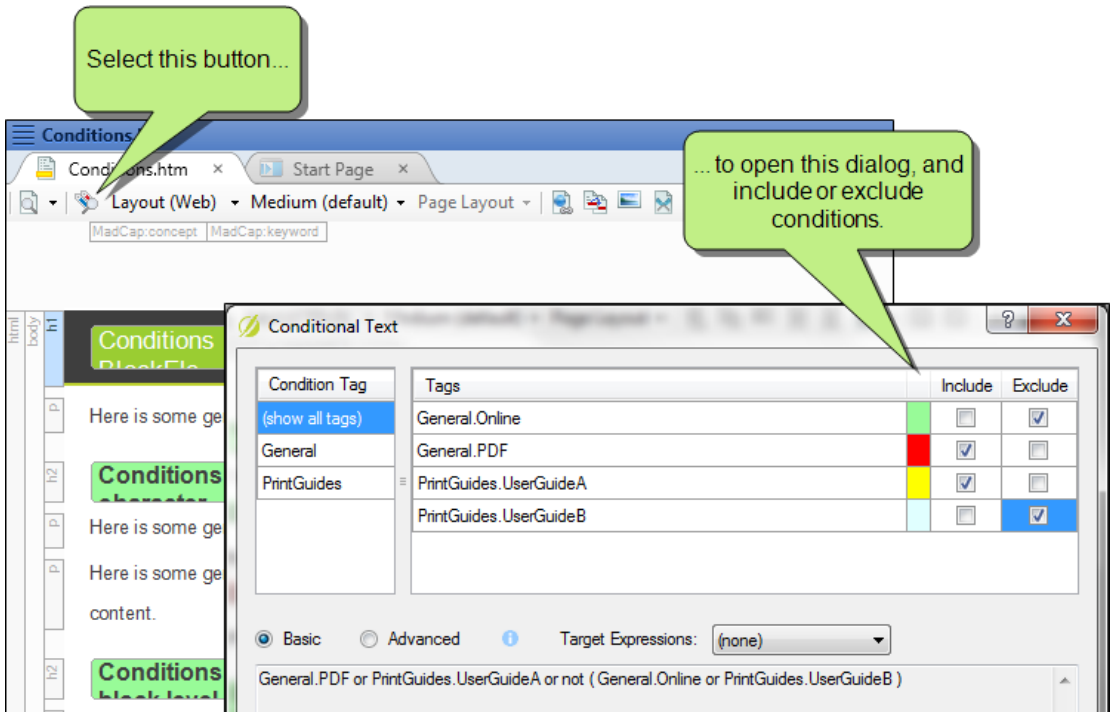 Select this button...
Conditions.
Conditions.htm × Start Page ×
Layout (Web) Medium (default) Page Layout
MadCap:concept MadCap:keyword
... to open this dialog, and
include or exclude
conditions.
html
body
h1
Conditions
p
Here is some ge
h2
Conditions
p
Here is some ge
p
Here is some ge
content.
h2
Conditions
Conditional Text ? X
Condition Tag
(show all tags)
General
PrintGuides
Tags Include Exclude
General.Online
General.PDF
PrintGuides.UserGuideA
PrintGuides.UserGuideB
Basic Advanced i Target Expressions: (none)
General.PDF or PrintGuides.UserGuideA or not ( General.Online or PrintGuides.UserGuideB )